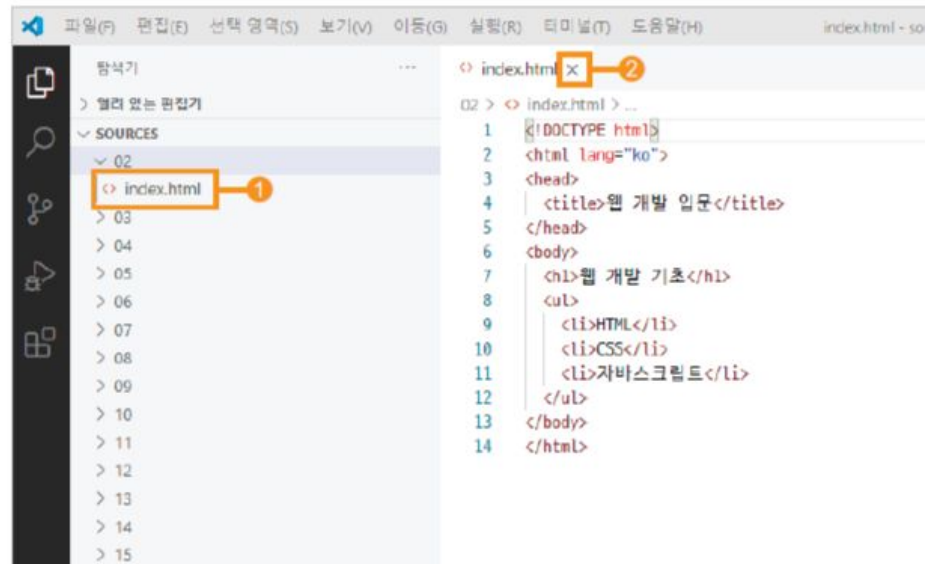 파일(F) 편집(E) 선택 영역(S) 보기(V) 이동(G) 실행(R) 터미널(T) 도움말(H) index.html - so
탐색기 ...
> 열려 있는 편집기
SOURCES
02
<> index.html 1
> 03
> 04
> 05
> 06
> 07
> 08
> 09
> 10
> 11
> 12
> 13
> 14
> 15
<> index.html × 2
02 > <> index.html > ...
1 <!DOCTYPE html>
2 <html lang="ko">
3 <head>
4 <title>웹 개발 입문</title>
5 </head>
6 <body>
7 <h1>웹 개발 기초</h1>
8 <ul>
9 <li>HTML</li>
10 <li>CSS</li>
11 <li>자바스크립트</li>
12 </ul>
13 </body>
14 </html>